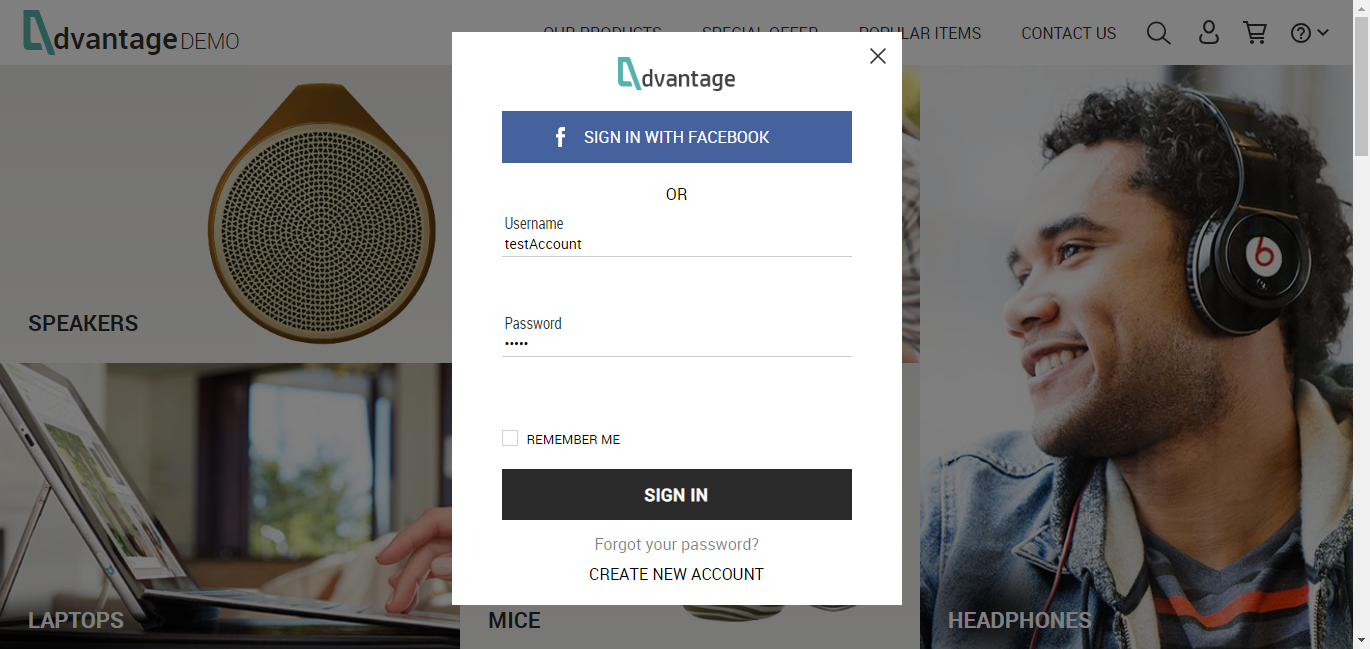 dvantage DEMO
OUR PRODUCTS SPECIAL OFFER POPULAR ITEMS CONTACT US
dvantage
f SIGN IN WITH FACEBOOK
OR
Username
testAccount
Password
•••••
REMEMBER ME
SIGN IN
Forgot your password?
CREATE NEW ACCOUNT
SPEAKERS
LAPTOPS
MICE
HEADPHONES
b